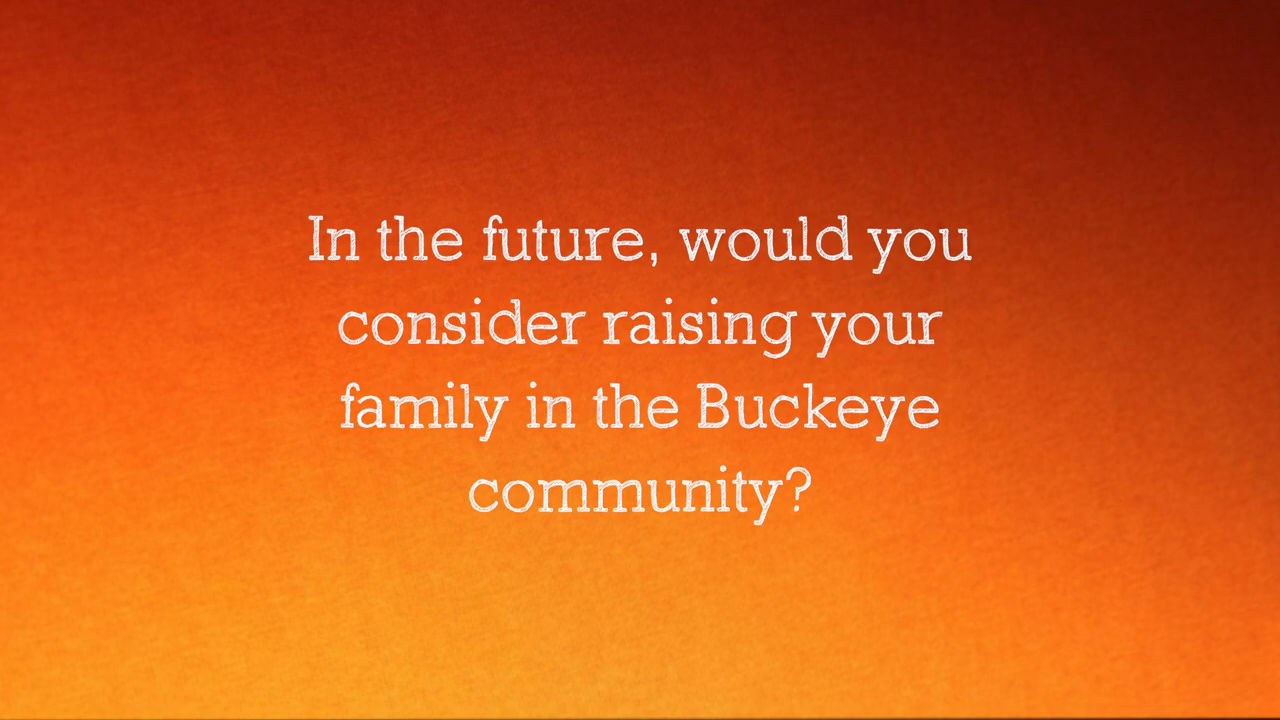 In the future, would you
consider raising your
family in the Buckeye
community?